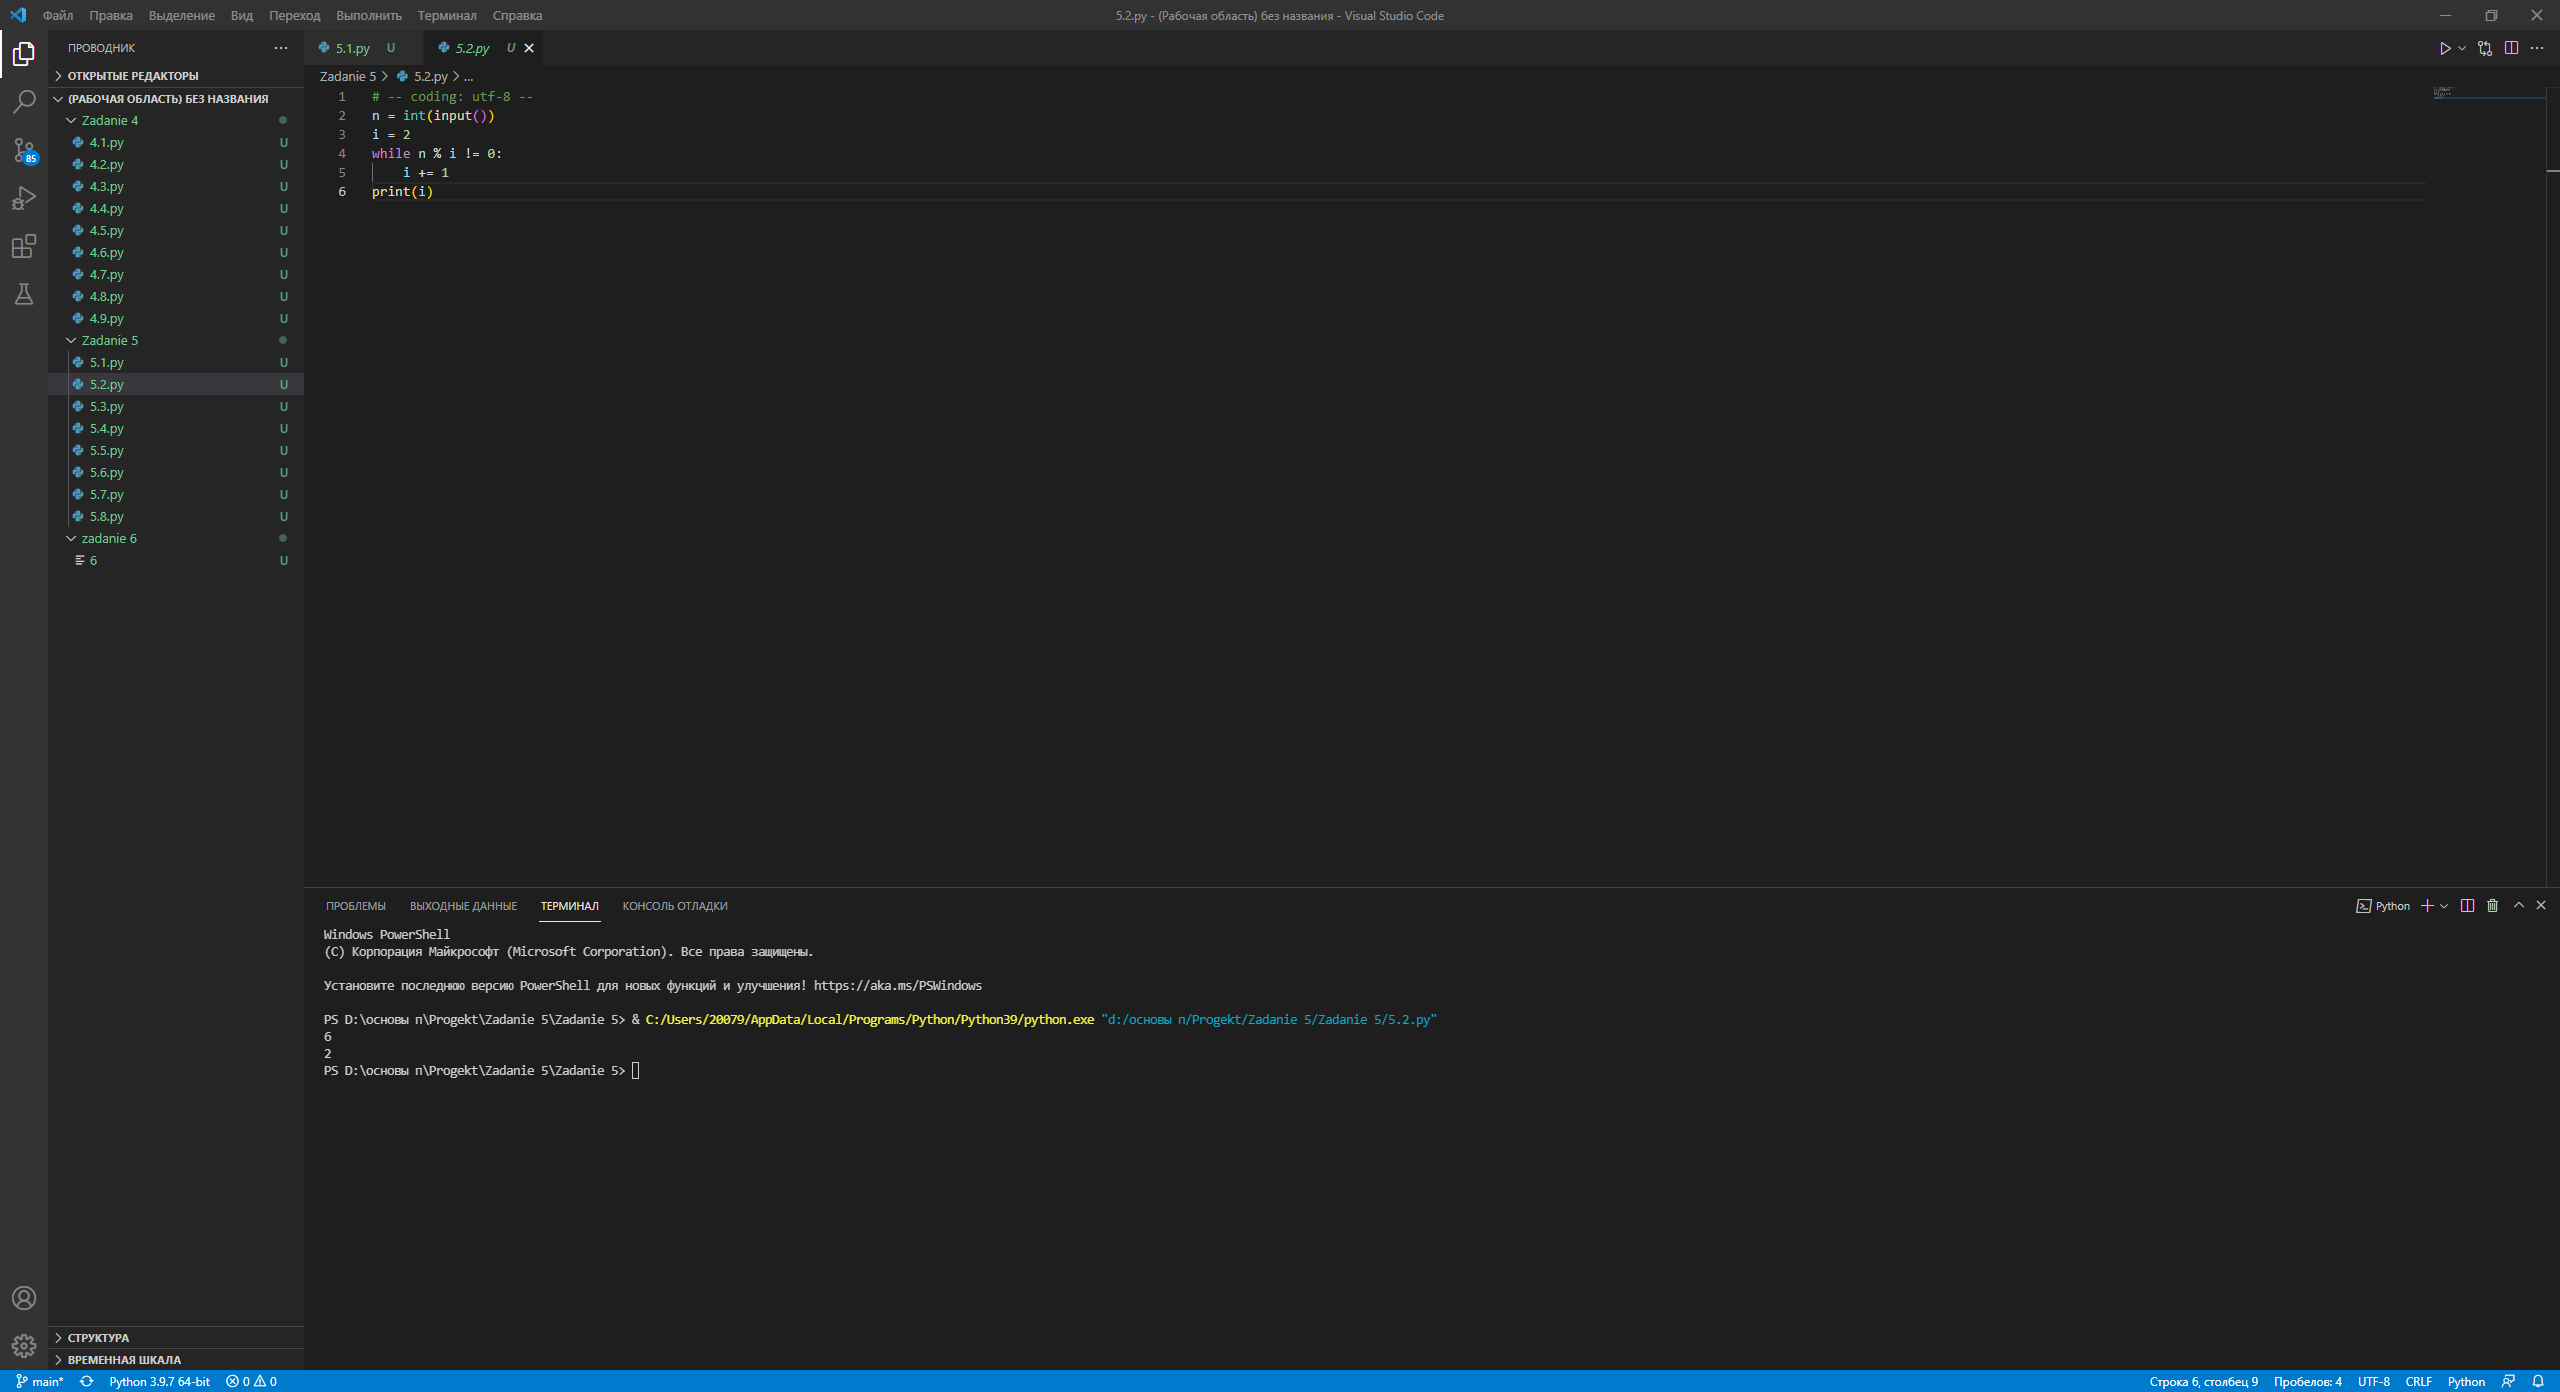 Файл Правка Выделение Вид Переход Выполнить Терминал Справка
5.2.py - (Рабочая область) без названия - Visual Studio Code
ПРОВОДНИК
ОТКРЫТЫЕ РЕДАКТОРЫ
(РАБОЧАЯ ОБЛАСТЬ) БЕЗ НАЗВАНИЯ
Zadanie 4
4.1.py U
4.2.py U
4.3.py U
4.4.py U
4.5.py U
4.6.py U
4.7.py U
4.8.py U
4.9.py U
Zadanie 5
5.1.py U
5.2.py U
5.3.py U
5.4.py U
5.5.py U
5.6.py U
5.7.py U
5.8.py U
zadanie 6
6 U
85
СТРУКТУРА
ВРЕМЕННАЯ ШКАЛА
5.1.py U 5.2.py U
Zadanie 5 > 5.2.py > ...
1 # -- coding: utf-8 --
2 n = int(input())
3 i = 2
4 while n % i != 0:
5 i += 1
6 print(i)
ПРОБЛЕМЫ ВЫХОДНЫЕ ДАННЫЕ ТЕРМИНАЛ КОНСОЛЬ ОТЛАДКИ
Python
Windows PowerShell
(C) Корпорация Майкрософт (Microsoft Corporation). Все права защищены.
Установите последнюю версию PowerShell для новых функций и улучшения! https://aka.ms/PSWindows
PS D:\основы п\Progekt\Zadanie 5\Zadanie 5> & C:/Users/20079/AppData/Local/Programs/Python/Python39/python.exe "d:/основы п/Progekt/Zadanie 5/Zadanie 5/5.2.py"
6
2
PS D:\основы п\Progekt\Zadanie 5\Zadanie 5>
main* Python 3.9.7 64-bit 0 0
Строка 6, столбец 9 Пробелов: 4 UTF-8 CRLF Python